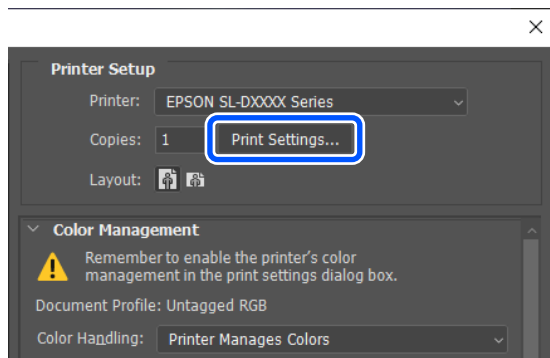 Printer Setup
Printer: EPSON SL-DXXXX Series
Copies: 1 Print Settings...
Layout:
Color Management
Remember to enable the printer's color
management in the print settings dialog box.
Document Profile: Untagged RGB
Color Handling: Printer Manages Colors